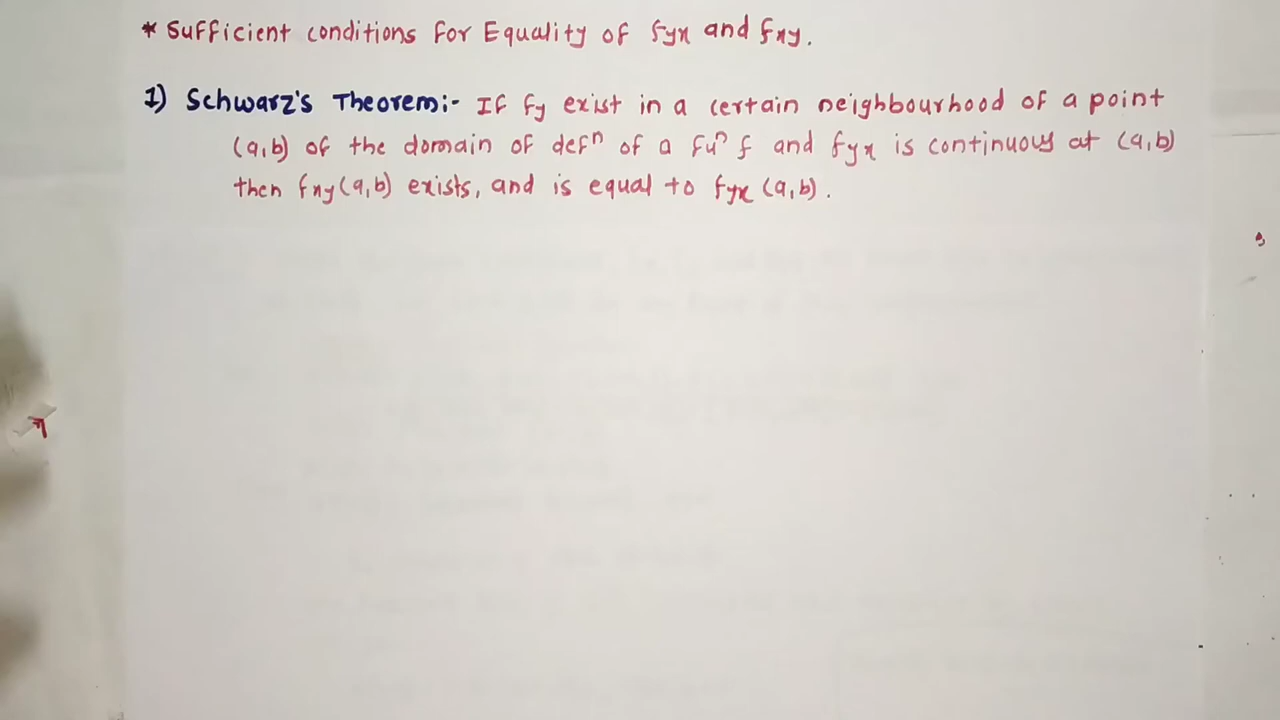 * Sufficient conditions for Equality of fyx and fxy.
1) Schwarz's Theorem:- If fy exist in a certain neighbourhood of a point
(a,b) of the domain of defⁿ of a fuⁿ f and fyx is continuous at (a,b)
then fxy(a,b) exists, and is equal to fyx (a,b).